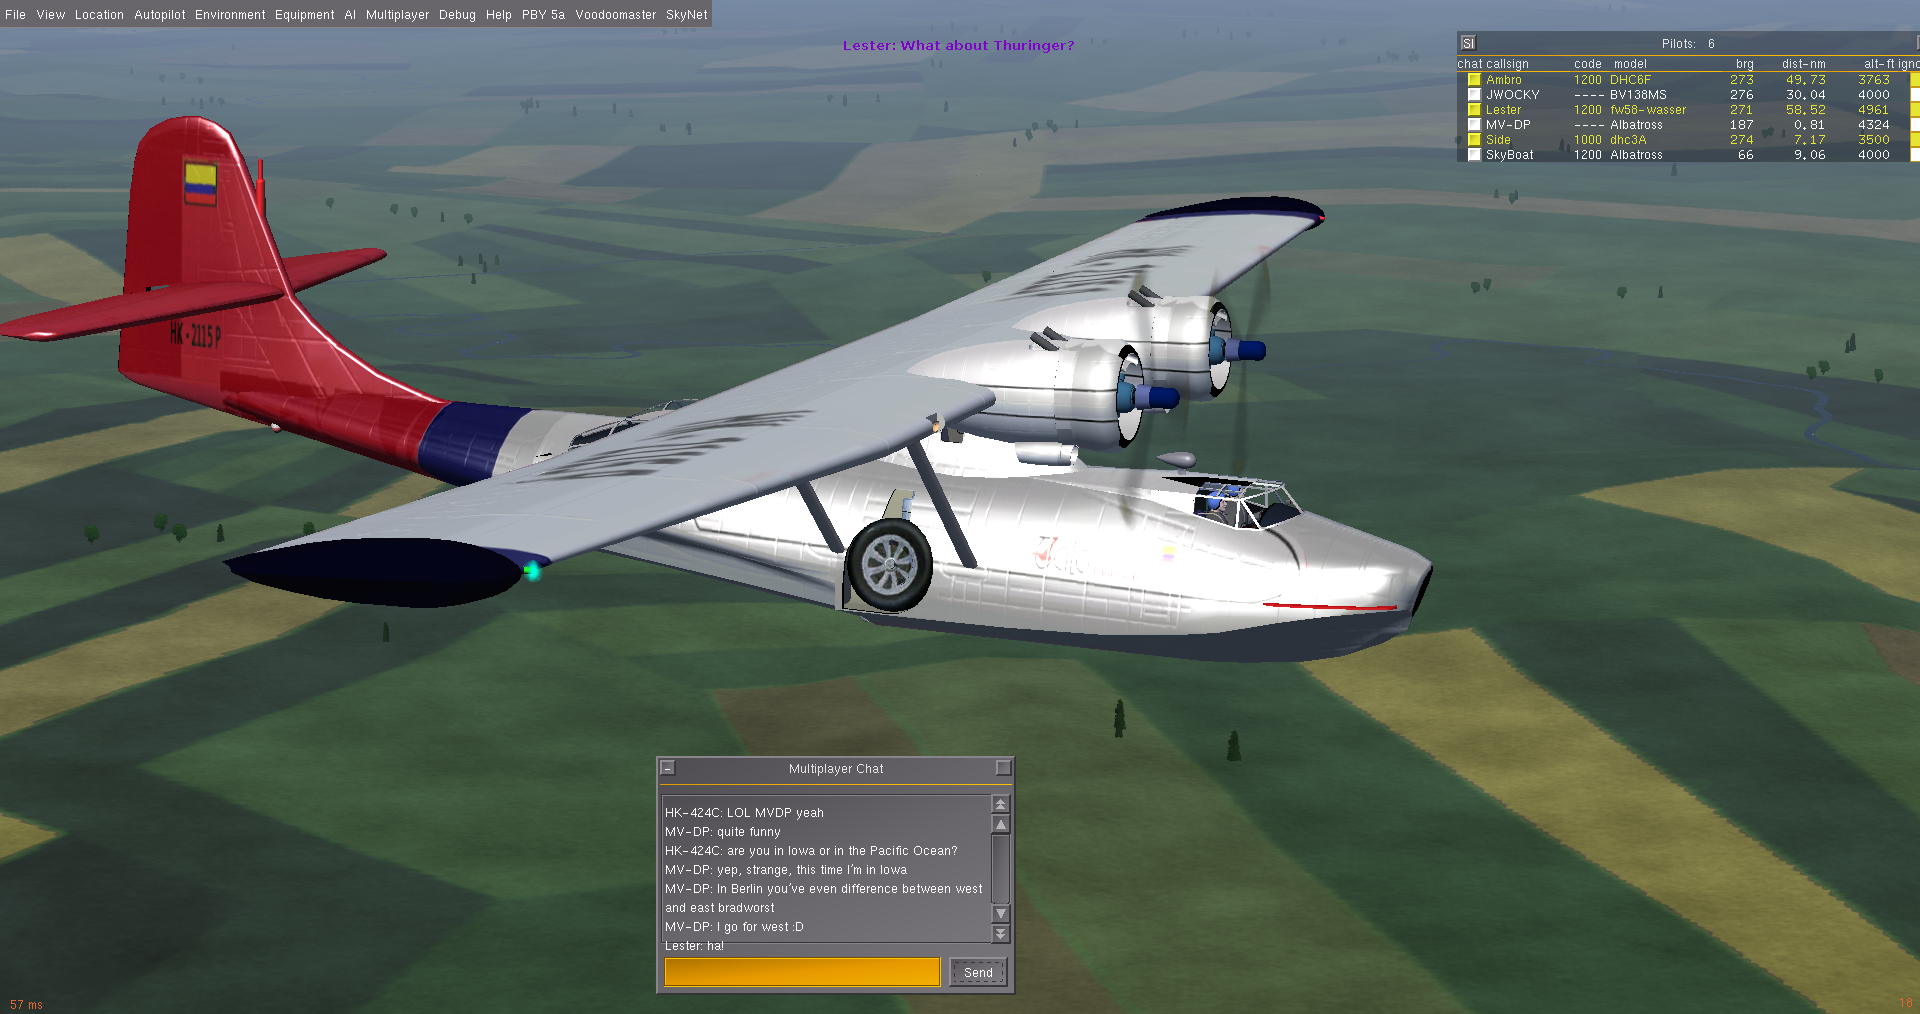 File View Location Autopilot Environment Equipment AI Multiplayer Debug Help PBY 5a Voodoomaster SkyNet
Lester: What about Thuringer?
SI Pilots: 6
chat callsign code model brg dist-nm alt-ft
Ambro 1200 DHC6F 273 49.73 3763
JWOCKY ---- BV138MS 276 30.04 4000
Lester 1200 fw58-wasser 271 58.52 4961
MV-DP ---- Albatross 187 0.81 4324
Side 1000 dhc3A 274 7.17 3500
SkyBoat 1200 Albatross 66 9.06 4000
HK-2115P
Multiplayer Chat
HK-424C: LOL MVDP yeah
MV-DP: quite funny
HK-424C: are you in Iowa or in the Pacific Ocean?
MV-DP: yep, strange, this time I'm in Iowa
MV-DP: In Berlin you've even difference between west
and east bradworst
MV-DP: I go for west :D
Lester: ha!
Send
57 ms
16